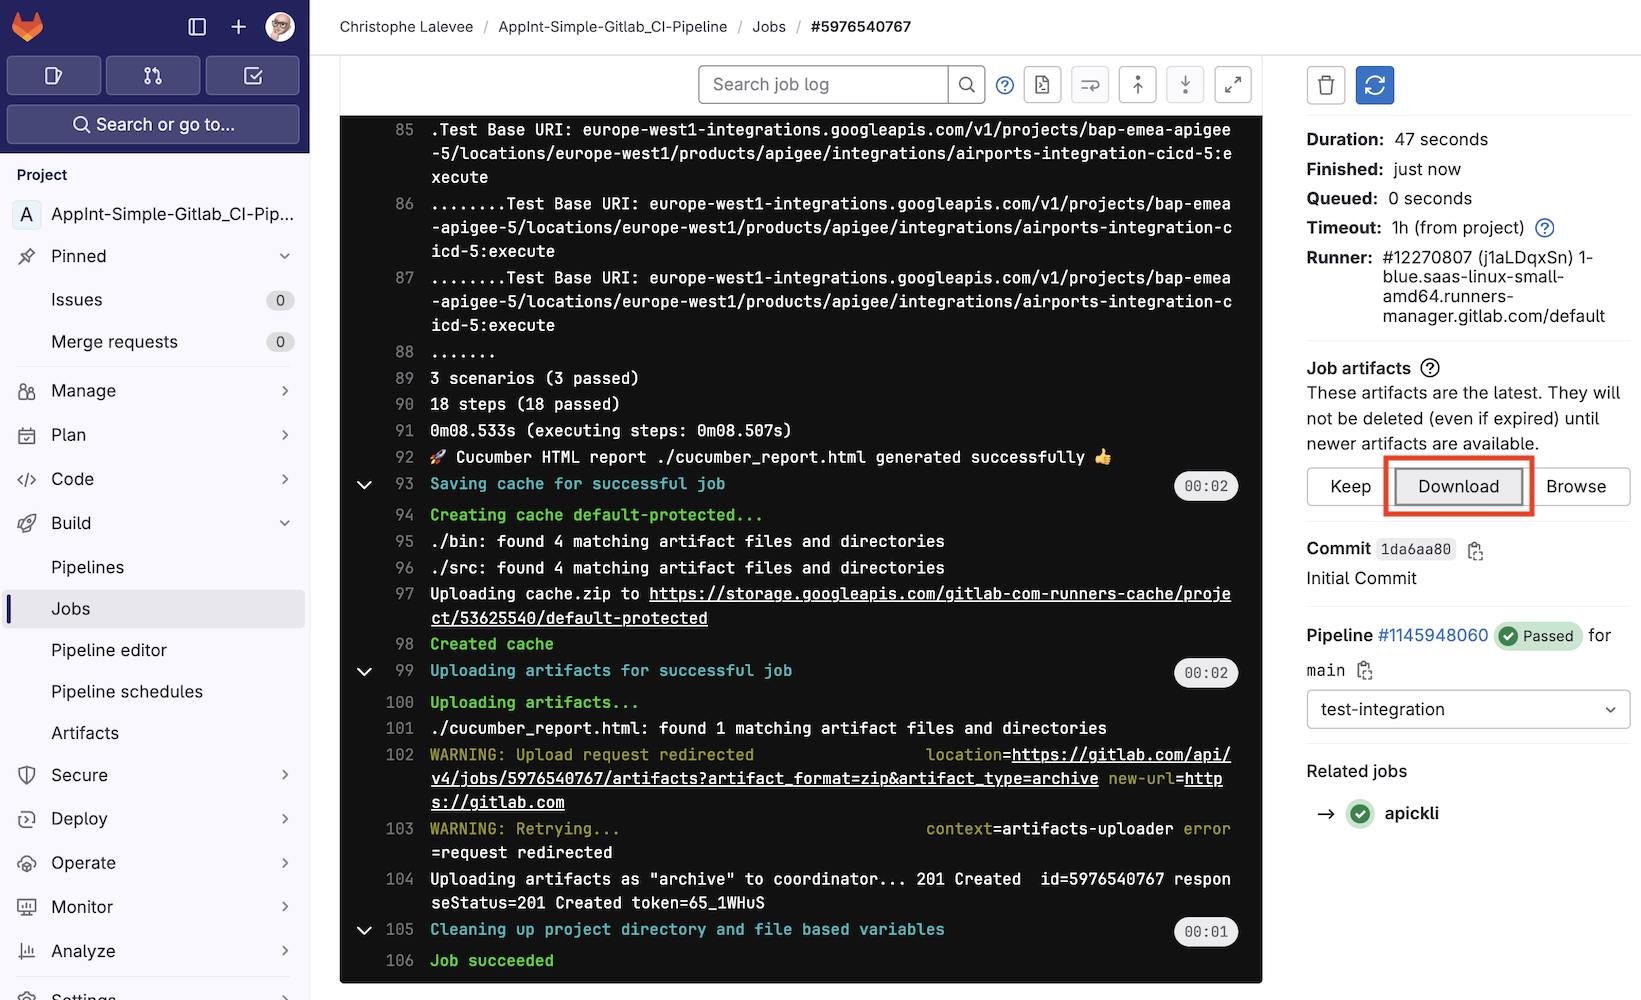 Christophe Lalevee / AppInt-Simple-Gitlab_CI-Pipeline / Jobs / #5976540767
Search or go to...
Project
A AppInt-Simple-Gitlab_CI-Pip...
Pinned
Issues 0
Merge requests 0
Manage
Plan
Code
Build
Pipelines
Jobs
Pipeline editor
Pipeline schedules
Artifacts
Secure
Deploy
Operate
Monitor
Analyze
Settings
Search job log
85 .Test Base URI: europe-west1-integrations.googleapis.com/v1/projects/bap-emea-apigee
-5/locations/europe-west1/products/apigee/integrations/airports-integration-cicd-5:e
xecute
86 ........Test Base URI: europe-west1-integrations.googleapis.com/v1/projects/bap-emea
-apigee-5/locations/europe-west1/products/apigee/integrations/airports-integration-c
icd-5:execute
87 ........Test Base URI: europe-west1-integrations.googleapis.com/v1/projects/bap-emea
-apigee-5/locations/europe-west1/products/apigee/integrations/airports-integration-c
icd-5:execute
88 .......
89 3 scenarios (3 passed)
90 18 steps (18 passed)
91 0m08.533s (executing steps: 0m08.507s)
92 🚀 Cucumber HTML report ./cucumber_report.html generated successfully 👍
93 Saving cache for successful job 00:02
94 Creating cache default-protected...
95 ./bin: found 4 matching artifact files and directories
96 ./src: found 4 matching artifact files and directories
97 Uploading cache.zip to https://storage.googleapis.com/gitlab-com-runners-cache/proje
ct/53625540/default-protected
98 Created cache
99 Uploading artifacts for successful job 00:02
100 Uploading artifacts...
101 ./cucumber_report.html: found 1 matching artifact files and directories
102 WARNING: Upload request redirected location=https://gitlab.com/api/
v4/jobs/5976540767/artifacts?artifact_format=zip&artifact_type=archive new-url=http
s://gitlab.com
103 WARNING: Retrying... context=artifacts-uploader error
=request redirected
104 Uploading artifacts as "archive" to coordinator... 201 Created id=5976540767 respon
seStatus=201 Created token=65_1WHuS
105 Cleaning up project directory and file based variables 00:01
106 Job succeeded
Duration: 47 seconds
Finished: just now
Queued: 0 seconds
Timeout: 1h (from project)
Runner: #12270807 (j1aLDqxSn) 1-
blue.saas-linux-small-
amd64.runners-
manager.gitlab.com/default
Job artifacts
These artifacts are the latest. They will
not be deleted (even if expired) until
newer artifacts are available.
Keep Download Browse
Commit 1da6aa80
Initial Commit
Pipeline #1145948060 Passed for
main
test-integration
Related jobs
→ apickli